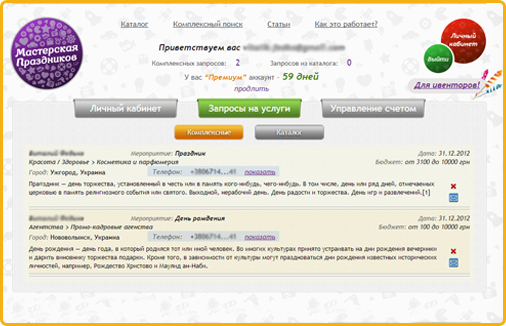 Каталог Комплексный поиск Статьи Как это работает?
Мастерская Праздников
Приветствуем вас
Комплексных запросов: 2 Запросов из каталога: 0
У вас "Премиум" аккаунт - 59 дней
продлить
Личный кабинет
Выйти
Для ивенторов!
Личный кабинет Запросы на услуги Управление счетом
Комплексные Каталог
Мероприятие: Праздник Дата: 31.12.2012
Красота / Здоровье > Косметика и парфюмерия Бюджет: от 3100 до 10000 грн
Город: Ужгород, Украина Телефон: +3806714...41 показать
Праздник — день торжества, установленный в честь или в память кого-нибудь, чего-нибудь. В том числе, день или ряд дней, отмечаемых
церковью в память религиозного события или святого. Выходной, нерабочий день. День радости и торжества. День игр и развлечений.[1]
Мероприятие: День рождения Дата: 31.12.2012
Агентства > Промо-кадровые агентства Бюджет: от 100 до 10000 грн
Город: Нововолынск, Украина Телефон: +3806714...41 показать
День рождения — день года, в который родился тот или иной человек. Во многих культурах принято устраивать на дни рождения вечеринки
и дарить виновнику торжества подарки. Кроме того, в зависимости от культуры могут праздноваться дни рождения известных исторических
личностей, например, Рождество Христово и Маулид ан-Наби.